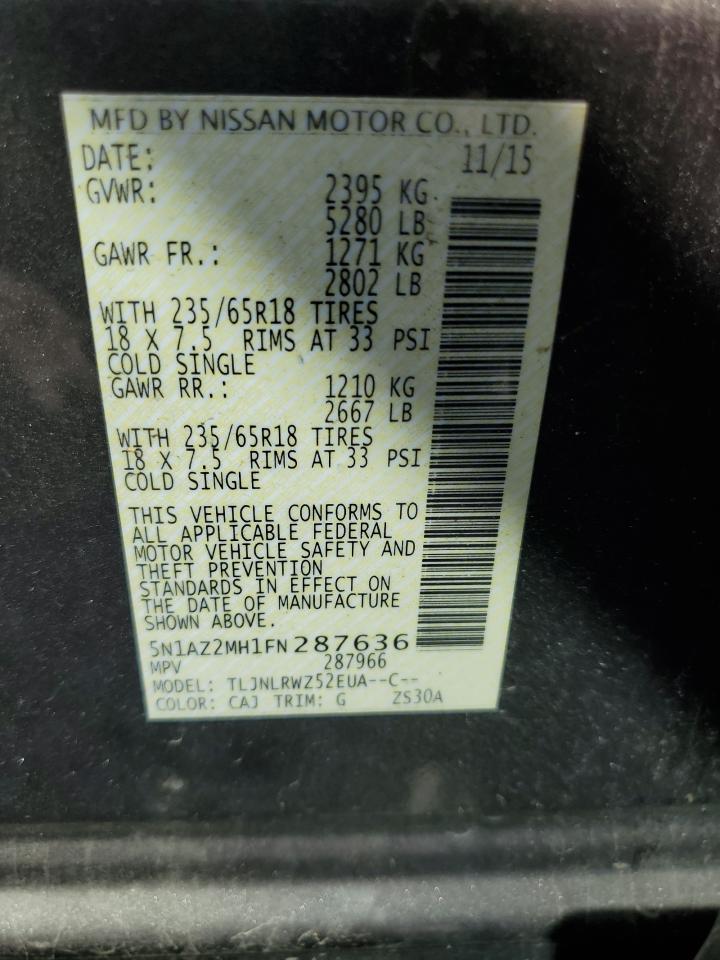 MFD BY NISSAN MOTOR CO., LTD.
DATE: 11/15
GVWR: 2395 KG
5280 LB
GAWR FR.: 1271 KG
2802 LB
WITH 235/65R18 TIRES
18 X 7.5 RIMS AT 33 PSI
COLD SINGLE
GAWR RR.: 1210 KG
2667 LB
WITH 235/65R18 TIRES
18 X 7.5 RIMS AT 33 PSI
COLD SINGLE
THIS VEHICLE CONFORMS TO
ALL APPLICABLE FEDERAL
MOTOR VEHICLE SAFETY AND
THEFT PREVENTION
STANDARDS IN EFFECT ON
THE DATE OF MANUFACTURE
SHOWN ABOVE.
5N1AZ2MH1FN287636
MPV 287966
MODEL: TLJNLRWZ52EUA--C--
COLOR: CAJ TRIM: G ZS30A